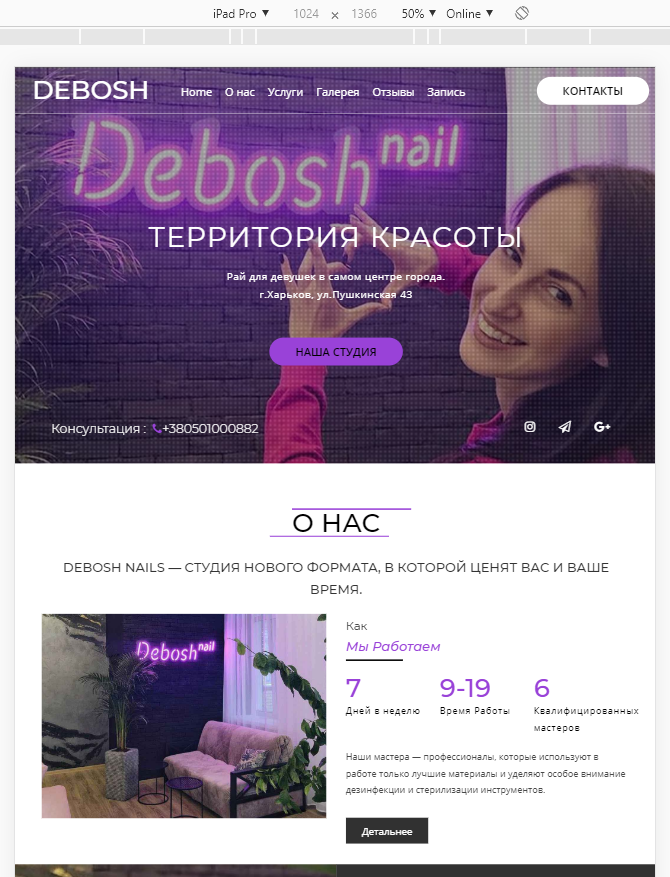 iPad Pro ▼ 1024 × 1366 50% ▼ Online ▼
DEBOSH Home О нас Услуги Галерея Отзывы Запись КОНТАКТЫ
Debosh nail
ТЕРРИТОРИЯ КРАСОТЫ
Рай для девушек в самом центре города.
г.Харьков, ул.Пушкинская 43
НАША СТУДИЯ
Консультация : +380501000882
G+
О НАС
DEBOSH NAILS — СТУДИЯ НОВОГО ФОРМАТА, В КОТОРОЙ ЦЕНЯТ ВАС И ВАШЕ
ВРЕМЯ.
Debosh nail
Как
Мы Работаем
7 9-19 6
Дней в неделю Время Работы Квалифицированных
мастеров
Наши мастера — профессионалы, которые используют в
работе только лучшие материалы и уделяют особое внимание
дезинфекции и стерилизации инструментов.
Детальнее